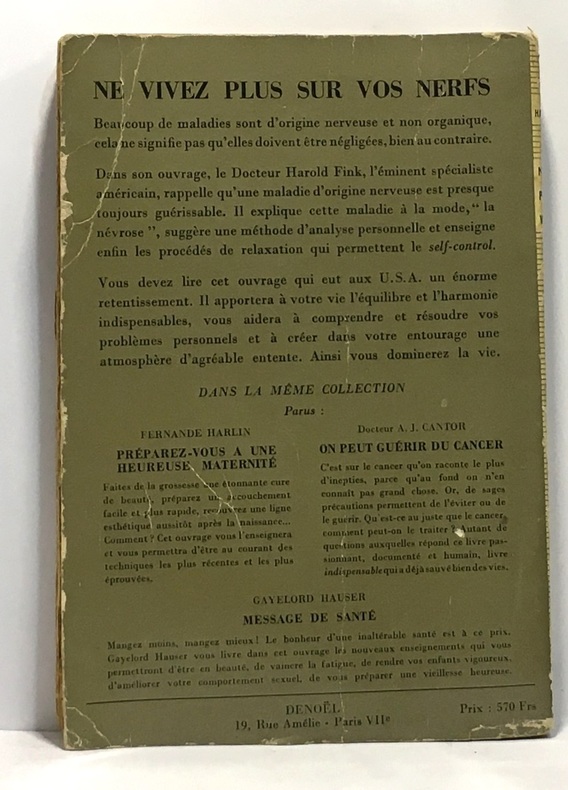 NE VIVEZ PLUS SUR VOS NERFS
Beaucoup de maladies sont d'origine nerveuse et non organique,
cela ne signifie pas qu'elles doivent être négligées, bien au contraire.
Dans son ouvrage, le Docteur Harold Fink, l'éminent spécialiste
américain, rappelle qu'une maladie d'origine nerveuse est presque
toujours guérissable. Il explique cette maladie à la mode, " la
névrose ", suggère une méthode d'analyse personnelle et enseigne
enfin les procédés de relaxation qui permettent le self-control.
Vous devez lire cet ouvrage qui eut aux U.S.A. un énorme
retentissement. Il apportera à votre vie l'équilibre et l'harmonie
indispensables, vous aidera à comprendre et résoudre vos
problèmes personnels et à créer dans votre entourage une
atmosphère d'agréable entente. Ainsi vous dominerez la vie.
DANS LA MÊME COLLECTION
Parus :
FERNANDE HARLIN
PRÉPAREZ-VOUS A UNE
HEUREUSE MATERNITÉ
Faites de la grossesse une étonnante cure
de beauté, préparez un accouchement
facile et plus rapide, retrouvez une ligne
esthétique aussitôt après la naissance...
Comment ? Cet ouvrage vous l'enseignera
et vous permettra d'être au courant des
techniques les plus récentes et les plus
éprouvées.
Docteur A. J. CANTOR
ON PEUT GUÉRIR DU CANCER
C'est sur le cancer qu'on raconte le plus
d'inepties, parce qu'au fond on n'en
connaît pas grand chose. Or, de sages
précautions permettent de l'éviter ou de
le guérir. Qu'est-ce au juste que le cancer,
comment peut-on le traiter ? Autant de
questions auxquelles répond ce livre pas-
sionnant, documenté et humain, livre
indispensable qui a déjà sauvé bien des vies.
GAYELORD HAUSER
MESSAGE DE SANTÉ
Mangez moins, mangez mieux ! Le bonheur d'une inaltérable santé est à ce prix.
Gayelord Hauser vous livre dans cet ouvrage les nouveaux enseignements qui vous
permettront d'être en beauté, de vaincre la fatigue, de rendre vos enfants vigoureux,
d'améliorer votre comportement sexuel, de vous préparer une vieillesse heureuse.
DENOËL
19, Rue Amélie - Paris VIIe
Prix : 570 Frs